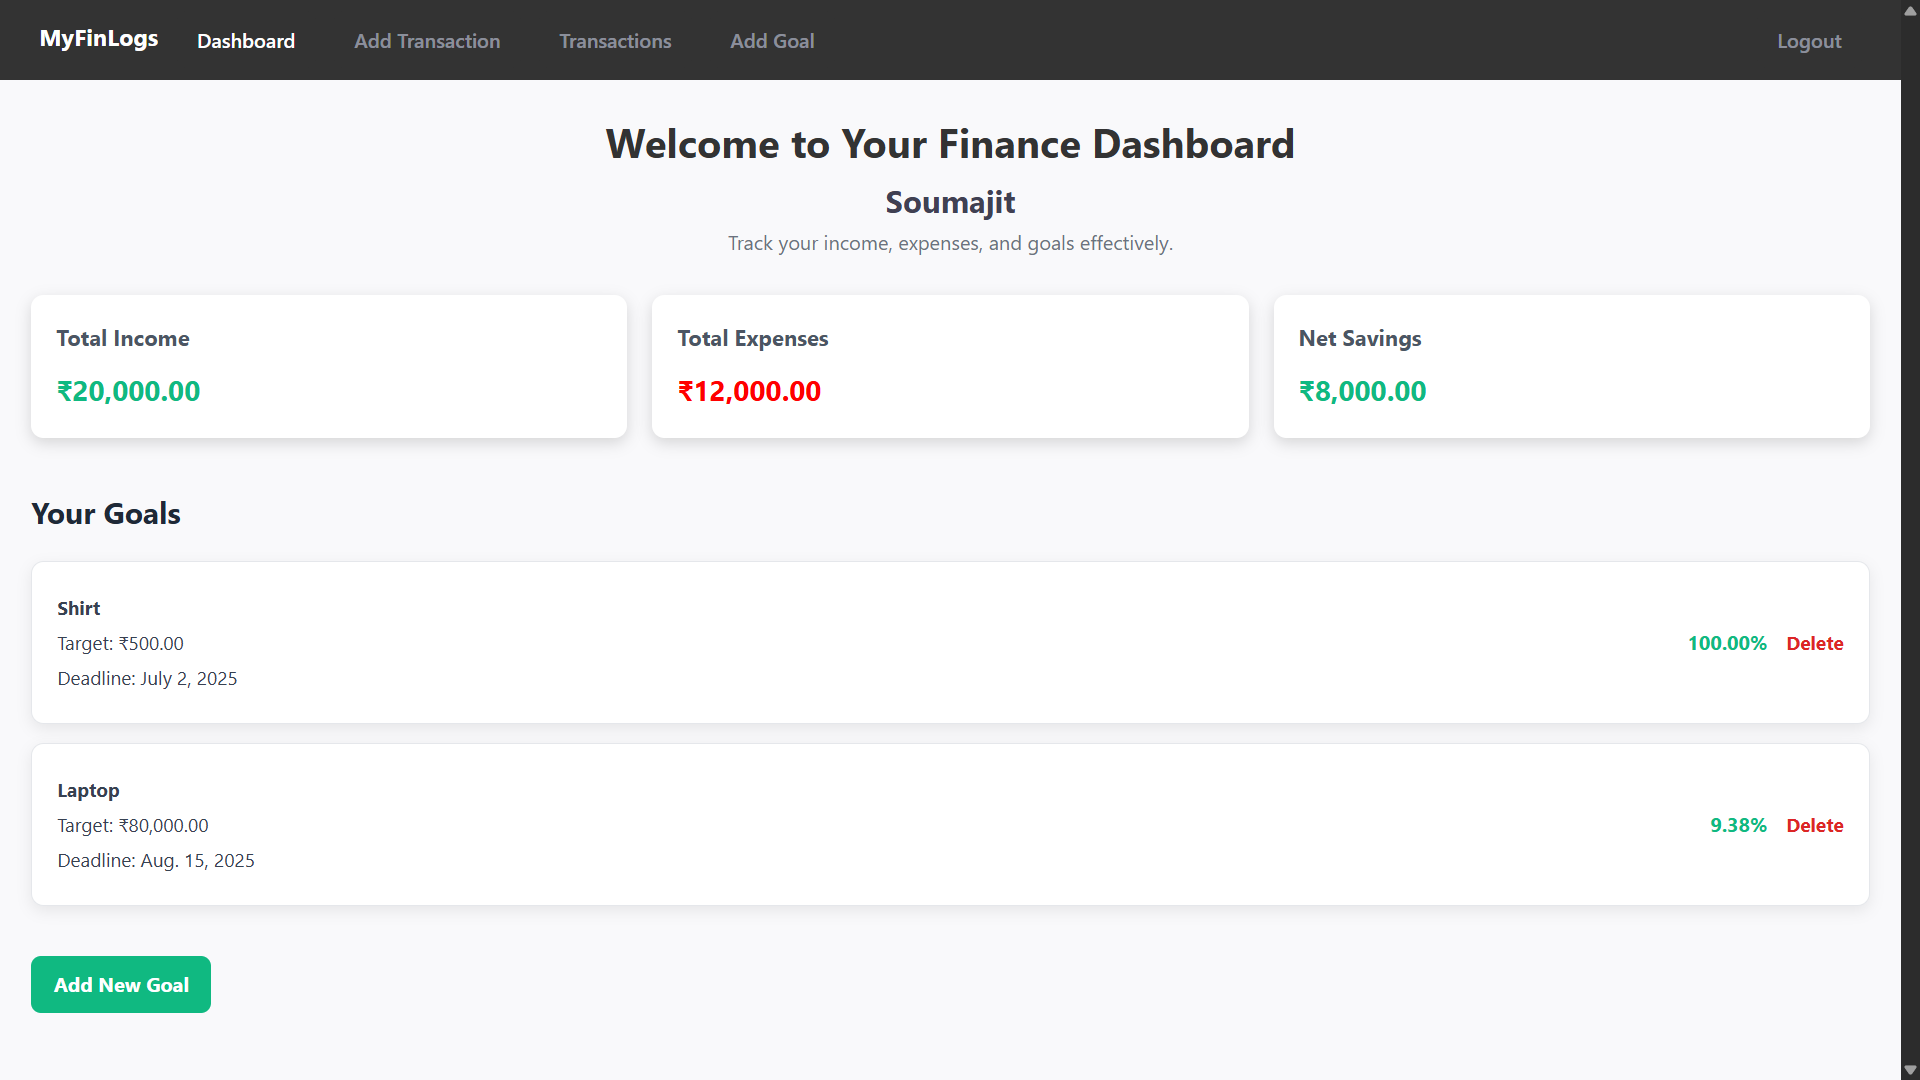 MyFinLogs Dashboard Add Transaction Transactions Add Goal Logout
Welcome to Your Finance Dashboard
Soumajit
Track your income, expenses, and goals effectively.
Total Income
₹20,000.00
Total Expenses
₹12,000.00
Net Savings
₹8,000.00
Your Goals
Shirt
Target: ₹500.00
Deadline: July 2, 2025
100.00% Delete
Laptop
Target: ₹80,000.00
Deadline: Aug. 15, 2025
9.38% Delete
Add New Goal